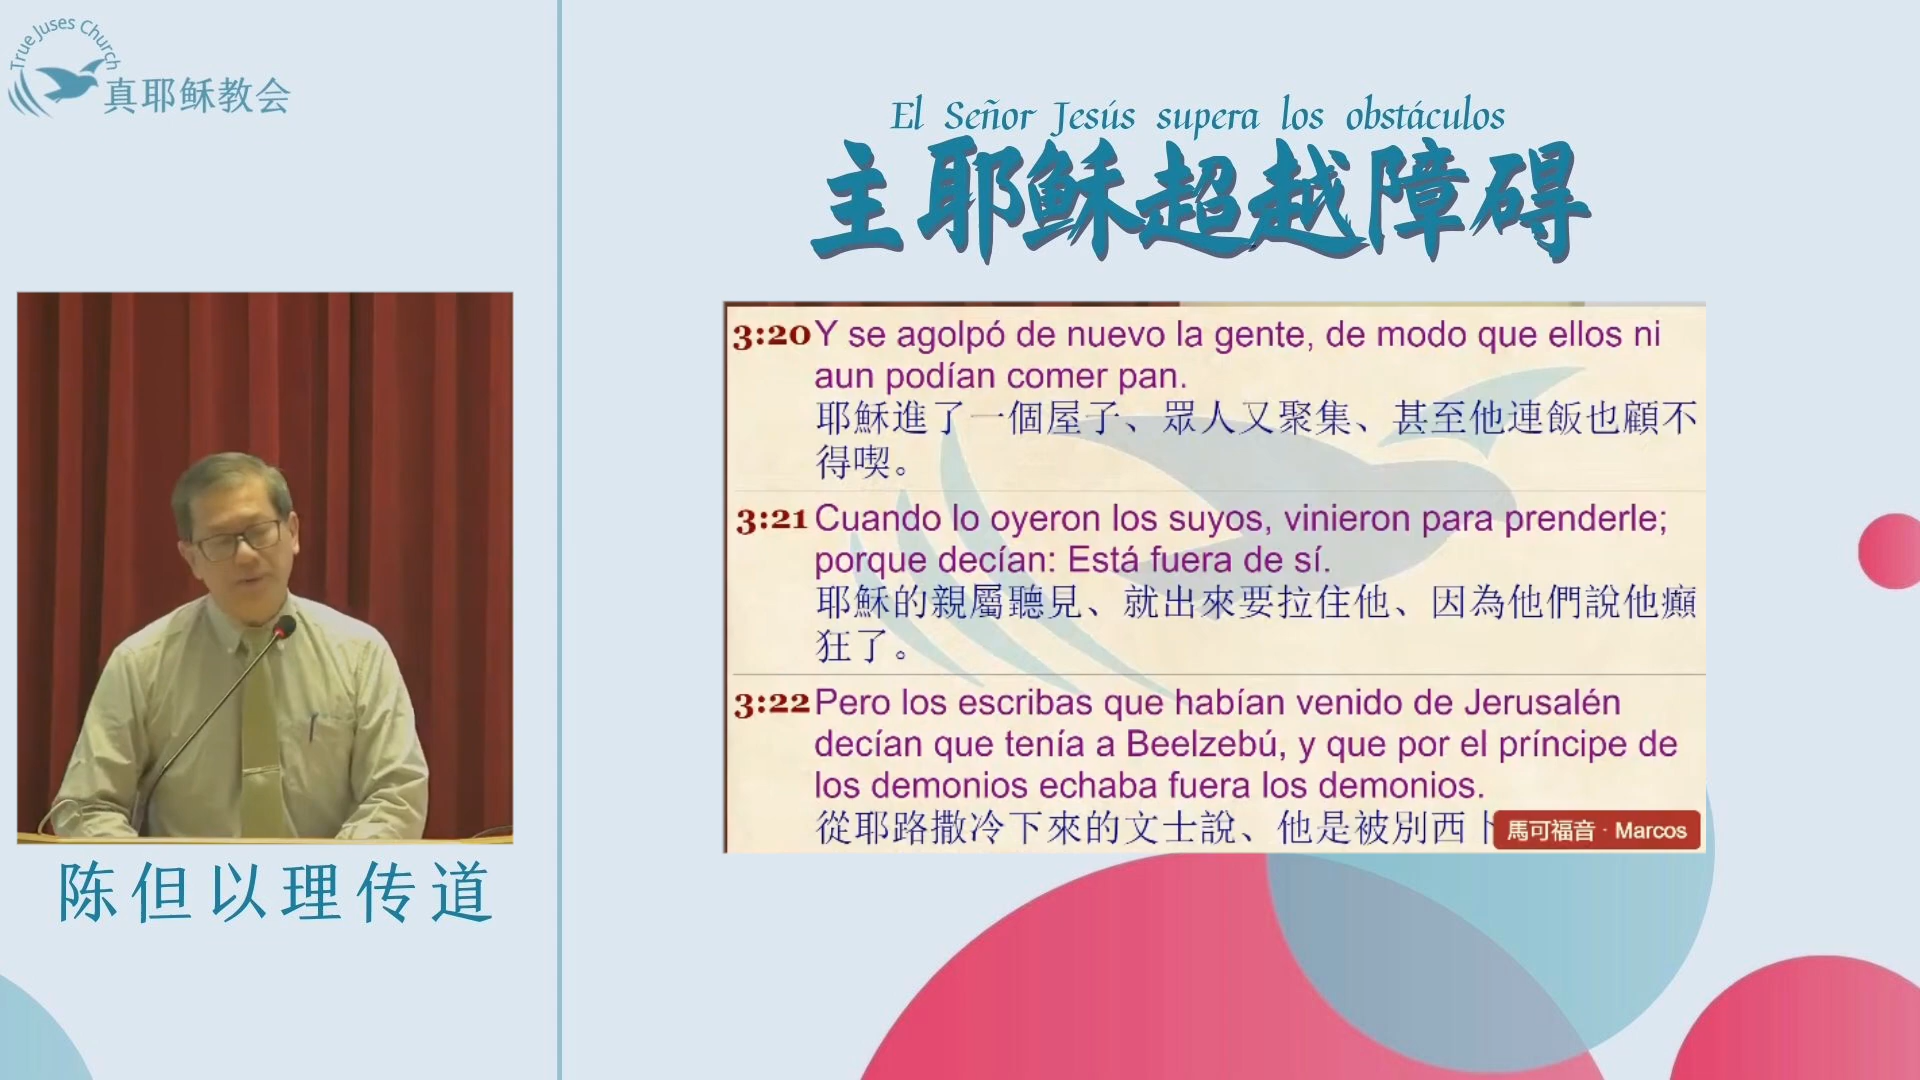 True Juses Church
真耶稣教会
El Señor Jesús supera los obstáculos
主耶稣超越障碍
3:20 Y se agolpó de nuevo la gente, de modo que ellos ni
aun podían comer pan.
耶穌進了一個屋子、眾人又聚集、甚至他連飯也顧不
得喫。
3:21 Cuando lo oyeron los suyos, vinieron para prenderle;
porque decían: Está fuera de sí.
耶穌的親屬聽見、就出來要拉住他、因為他們說他癲
狂了。
3:22 Pero los escribas que habían venido de Jerusalén
decían que tenía a Beelzebú, y que por el príncipe de
los demonios echaba fuera los demonios.
從耶路撒冷下來的文士說、他是被別西卜
馬可福音 · Marcos
陈但以理传道